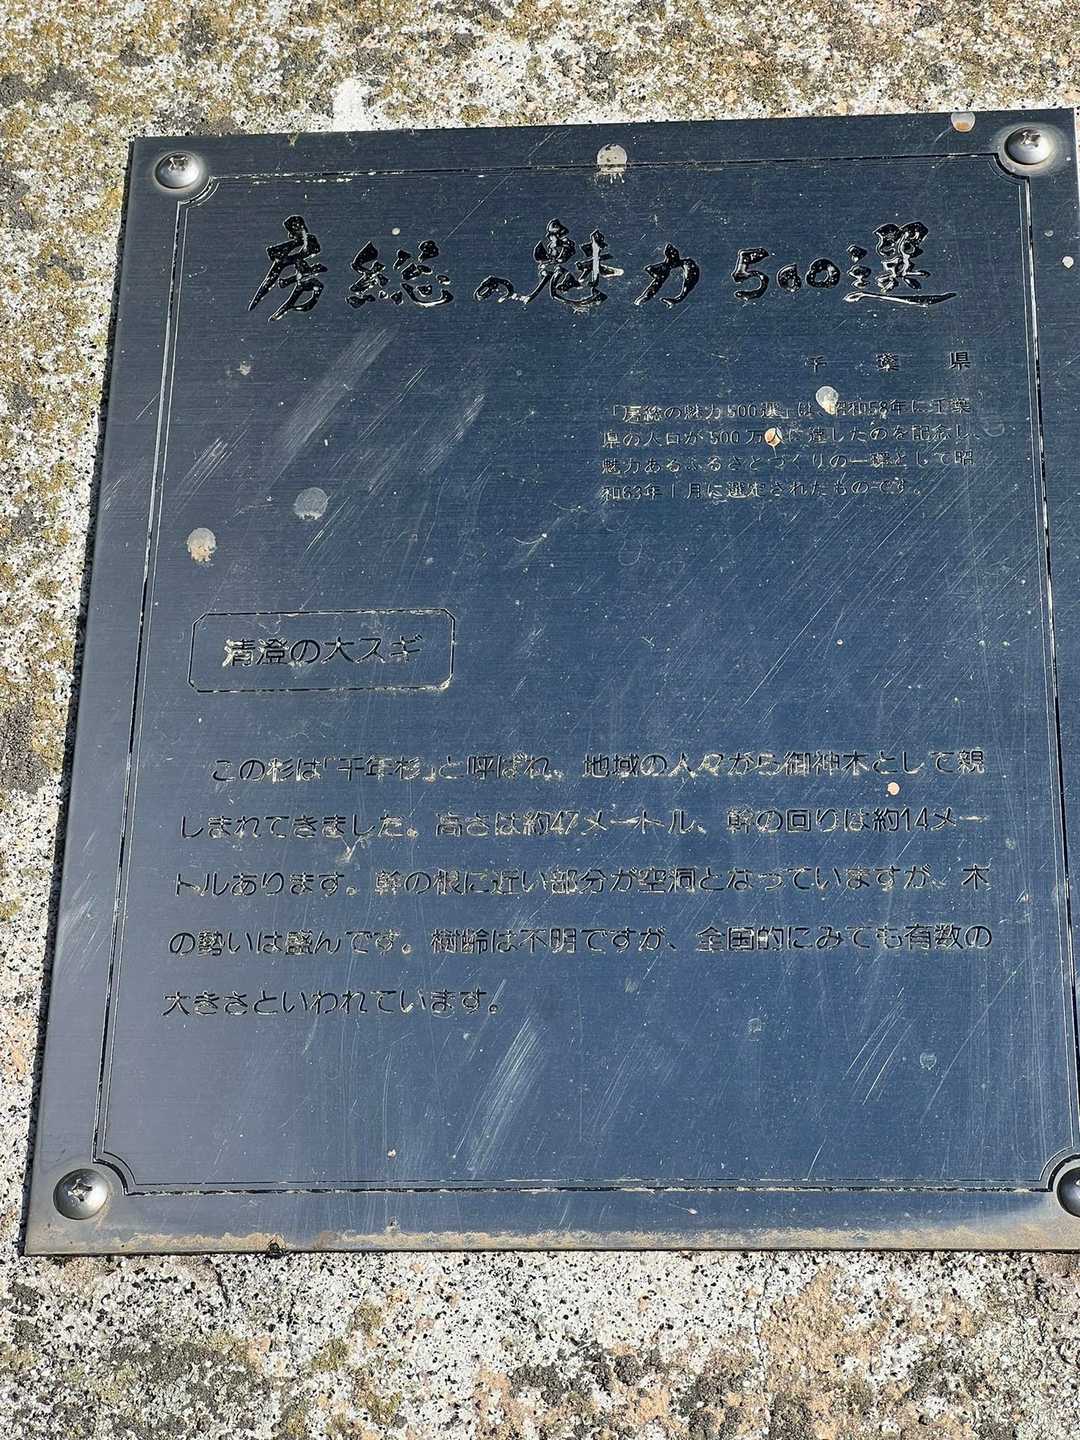 房総の魅力500選
千葉県
「房総の魅力500選」は、昭和58年に千葉
県の人口が500万人に達したのを記念し、
魅力あるふるさとづくりの一環として昭
和63年1月に選定されたものです。
清澄の大スギ
この杉は「千年杉」と呼ばれ、地域の人々から御神木として親
しまれてきました。高さは約47メートル、幹の回りは約14メー
トルあります。幹の根に近い部分が空洞となっていますが、木
の勢いは盛んです。樹齢は不明ですが、全国的にみても有数の
大きさといわれています。